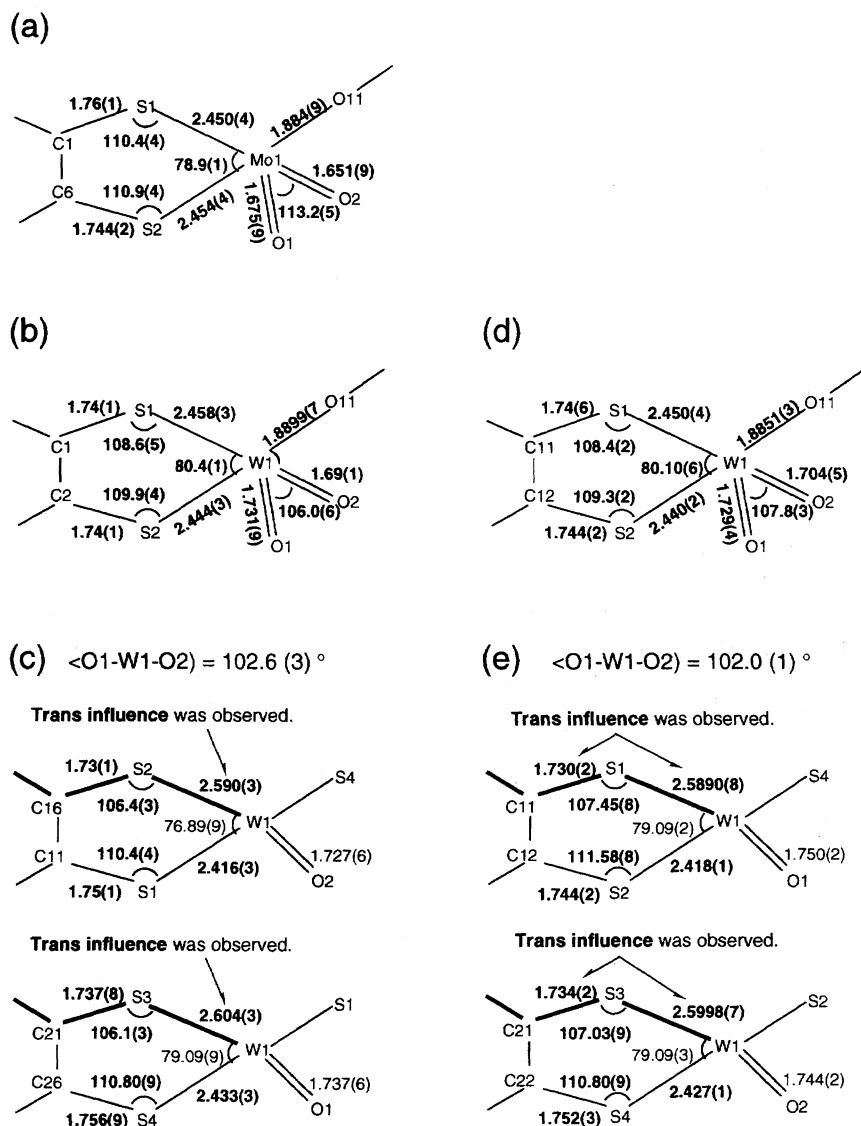 (a)
1.76(1) S1 2.450(4) 1.884(9) O11
C1 110.4(4) 78.9(1) Mo1 1.651(9)
C6 110.9(4) O2
1.744(2) S2 2.454(4) 1.675(9) 113.2(5)
O1
(b)
1.74(1) S1 2.458(3) 1.8899(7 O11
C1 108.6(5) 80.4(1) W1 1.69(1)
C2 109.9(4) O2
1.74(1) S2 2.444(3) 1.731(9) 106.0(6)
O1
(d)
1.74(6) S1 2.450(4) 1.8851(3) O11
C11 108.4(2) 80.10(6) W1 1.704(5)
C12 109.3(2) O2
1.744(2) S2 2.440(2) 1.729(4) 107.8(3)
O1
(c) <O1-W1-O2) = 102.6 (3) °
Trans influence was observed.
1.73(1) S2 2.590(3) S4
C16 106.4(3) 76.89(9) W1
C11 110.4(4) 2.416(3) 1.727(6)
1.75(1) S1 O2
Trans influence was observed.
1.737(8) S3 2.604(3) S1
C21 106.1(3) 79.09(9) W1
C26 110.80(9) 2.433(3) 1.737(6)
1.756(9) S4 O1
(e) <O1-W1-O2) = 102.0 (1) °
Trans influence was observed.
1.730(2) S1 2.5890(8) S4
C11 107.45(8) 79.09(2) W1
C12 111.58(8) 2.418(1) 1.750(2)
1.744(2) S2 O1
Trans influence was observed.
1.734(2) S3 2.5998(7) S2
C21 107.03(9) 79.09(3) W1
C22 110.80(9) 2.427(1) 1.744(2)
1.752(3) S4 O2